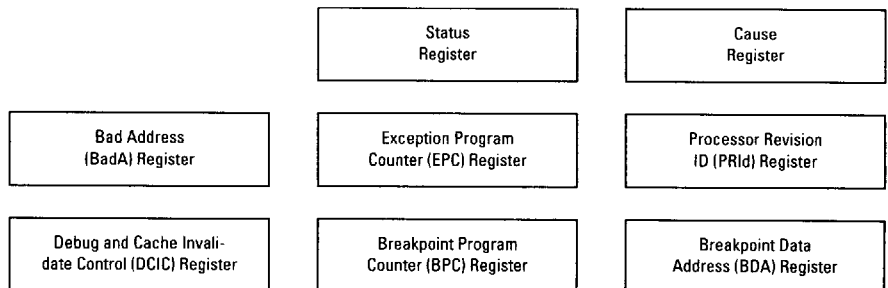 Status
Register
Cause
Register
Bad Address
(BadA) Register
Exception Program
Counter (EPC) Register
Processor Revision
ID (PRId) Register
Debug and Cache Invali-
date Control (DCIC) Register
Breakpoint Program
Counter (BPC) Register
Breakpoint Data
Address (BDA) Register